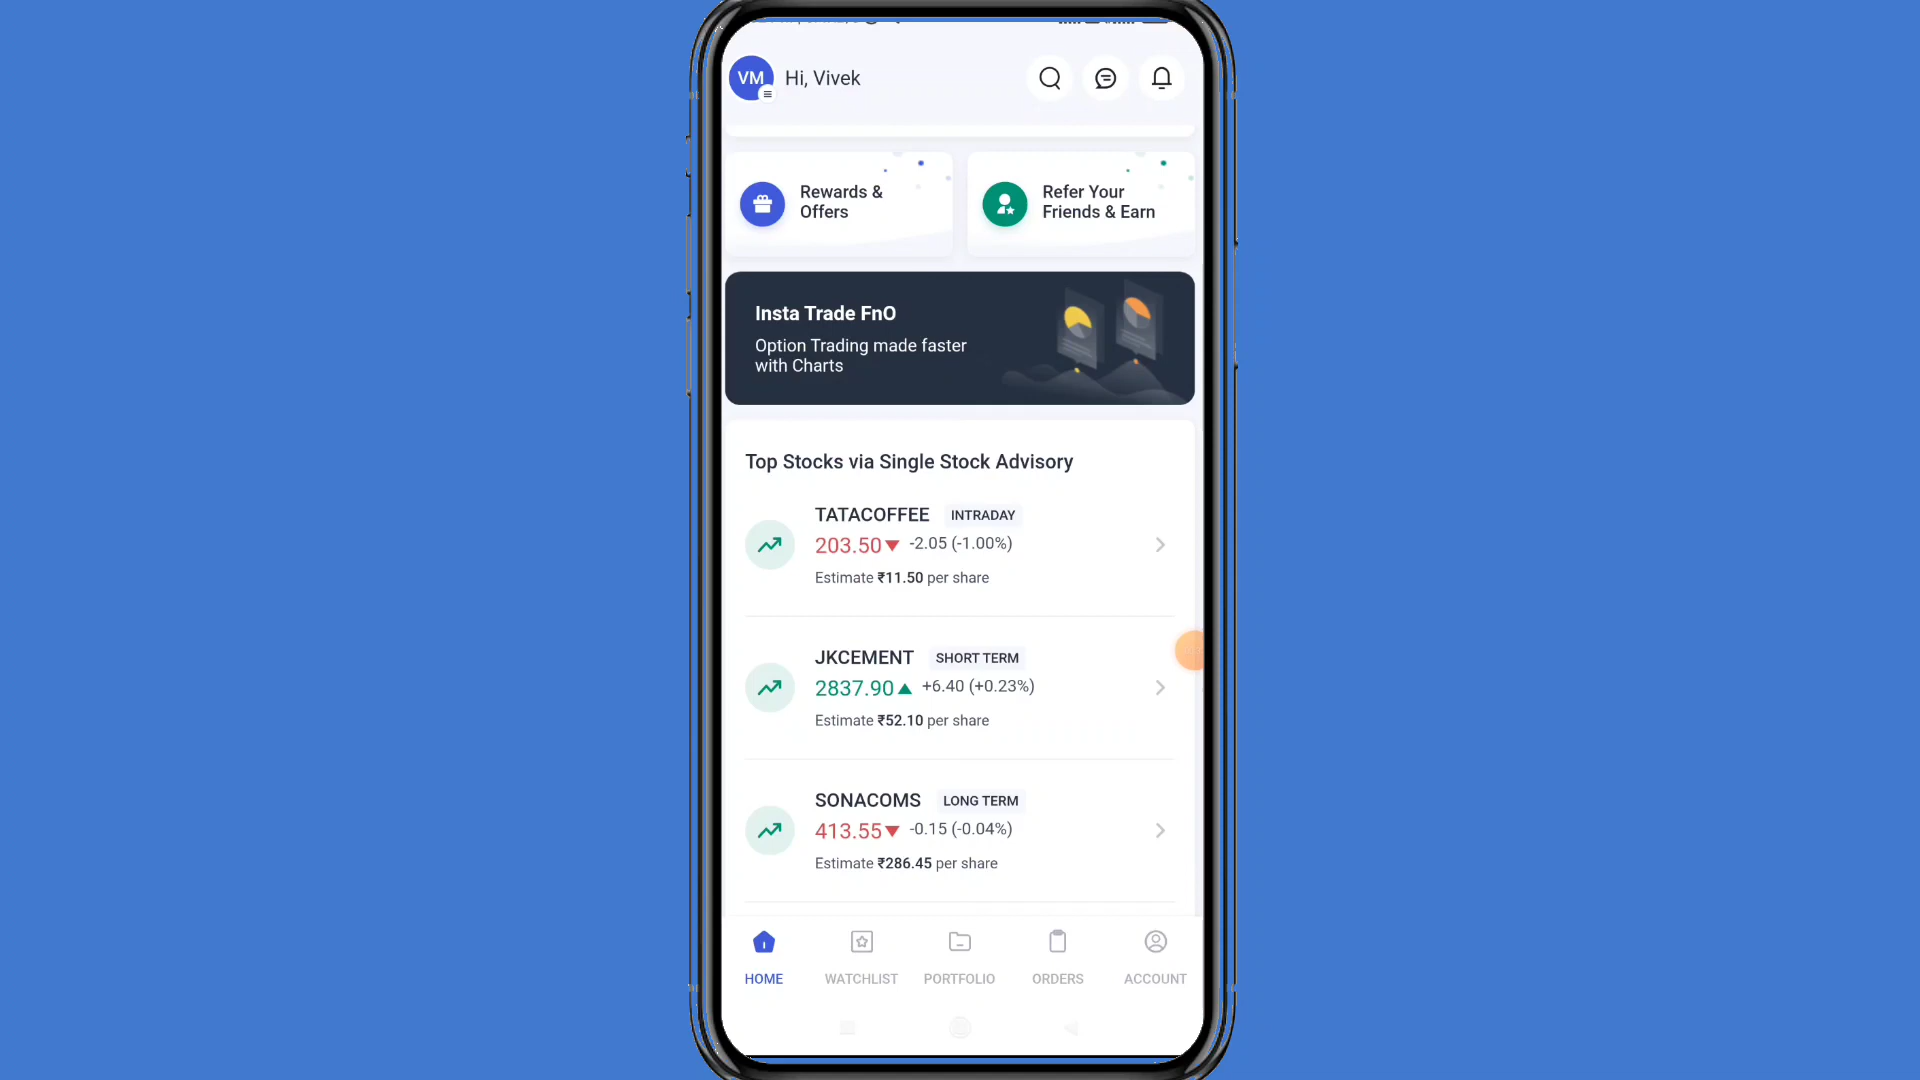 VM
Hi, Vivek
Rewards &
Offers
Refer Your
Friends & Earn
Insta Trade FnO
Option Trading made faster
with Charts
Top Stocks via Single Stock Advisory
TATACOFFEE INTRADAY
203.50▼ -2.05 (-1.00%)
Estimate ₹11.50 per share
JKCEMENT SHORT TERM
2837.90▲ +6.40 (+0.23%)
Estimate ₹52.10 per share
SONACOMS LONG TERM
413.55▼ -0.15 (-0.04%)
Estimate ₹286.45 per share
HOME WATCHLIST PORTFOLIO ORDERS ACCOUNT